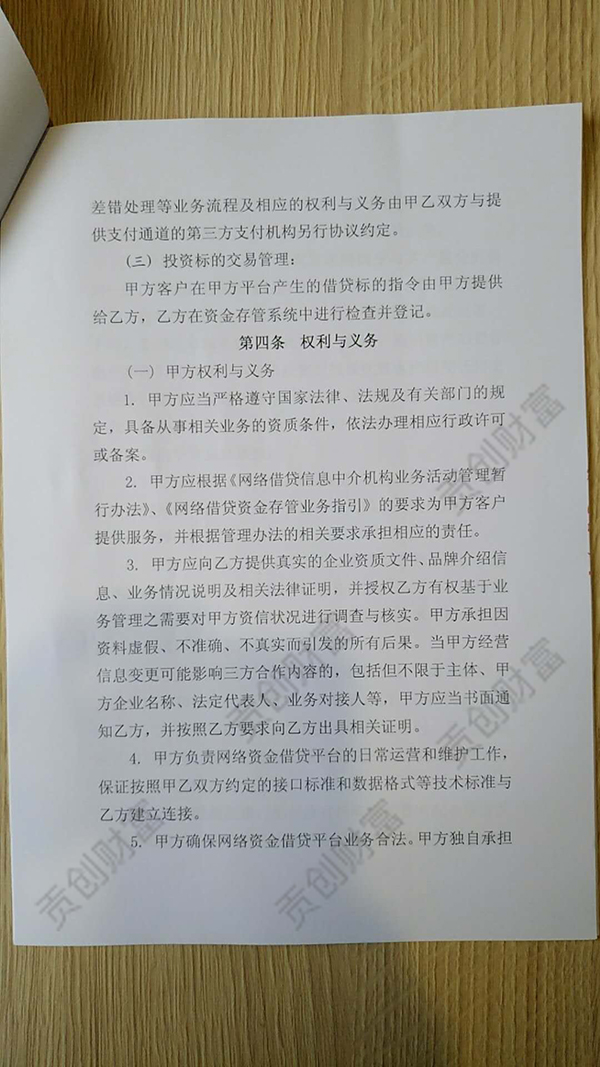 差错处理等业务流程及相应的权利与义务由甲乙双方与提
供支付通道的第三方支付机构另行协议约定。
(三) 投资标的交易管理:
甲方客户在甲方平台产生的借贷标的指令由甲方提供
给乙方，乙方在资金存管系统中进行检查并登记。
第四条 权利与义务
(一) 甲方权利与义务
1. 甲方应当严格遵守国家法律、法规及有关部门的规
定，具备从事相关业务的资质条件，依法办理相应行政许可
或备案。
2. 甲方应根据《网络借贷信息中介机构业务活动管理暂
行办法》、《网络借贷资金存管业务指引》的要求为甲方客户
提供服务，并根据管理办法的相关要求承担相应的责任。
3. 甲方应向乙方提供真实的企业资质文件、品牌介绍信
息、业务情况说明及相关法律证明，并授权乙方有权基于业
务管理之需要对甲方资信状况进行调查与核实。甲方承担因
资料虚假、不准确、不真实而引发的所有后果。当甲方经营
信息变更可能影响三方合作内容的，包括但不限于主体、甲
方企业名称、法定代表人、业务对接人等，甲方应当书面通
知乙方，并按照乙方要求向乙方出具相关证明。
4. 甲方负责网络资金借贷平台的日常运营和维护工作，
保证按照甲乙双方约定的接口标准和数据格式等技术标准与
乙方建立连接。
5. 甲方确保网络资金借贷平台业务合法。甲方独自承担
贡创财富
贡创财富
贡创财富
贡创财富
贡创财富